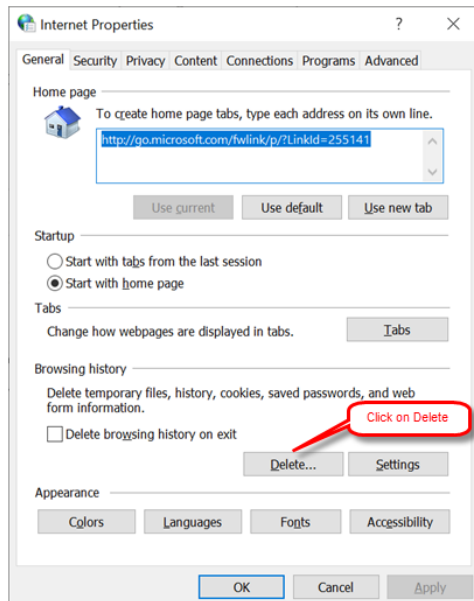 Internet Properties
General Security Privacy Content Connections Programs Advanced
Home page
To create home page tabs, type each address on its own line.
http://go.microsoft.com/fwlink/p/?LinkId=255141
Use current Use default Use new tab
Startup
Start with tabs from the last session
Start with home page
Tabs
Change how webpages are displayed in tabs. Tabs
Browsing history
Delete temporary files, history, cookies, saved passwords, and web
form information.
Click on Delete
Delete browsing history on exit
Delete... Settings
Appearance
Colors Languages Fonts Accessibility
OK Cancel Apply